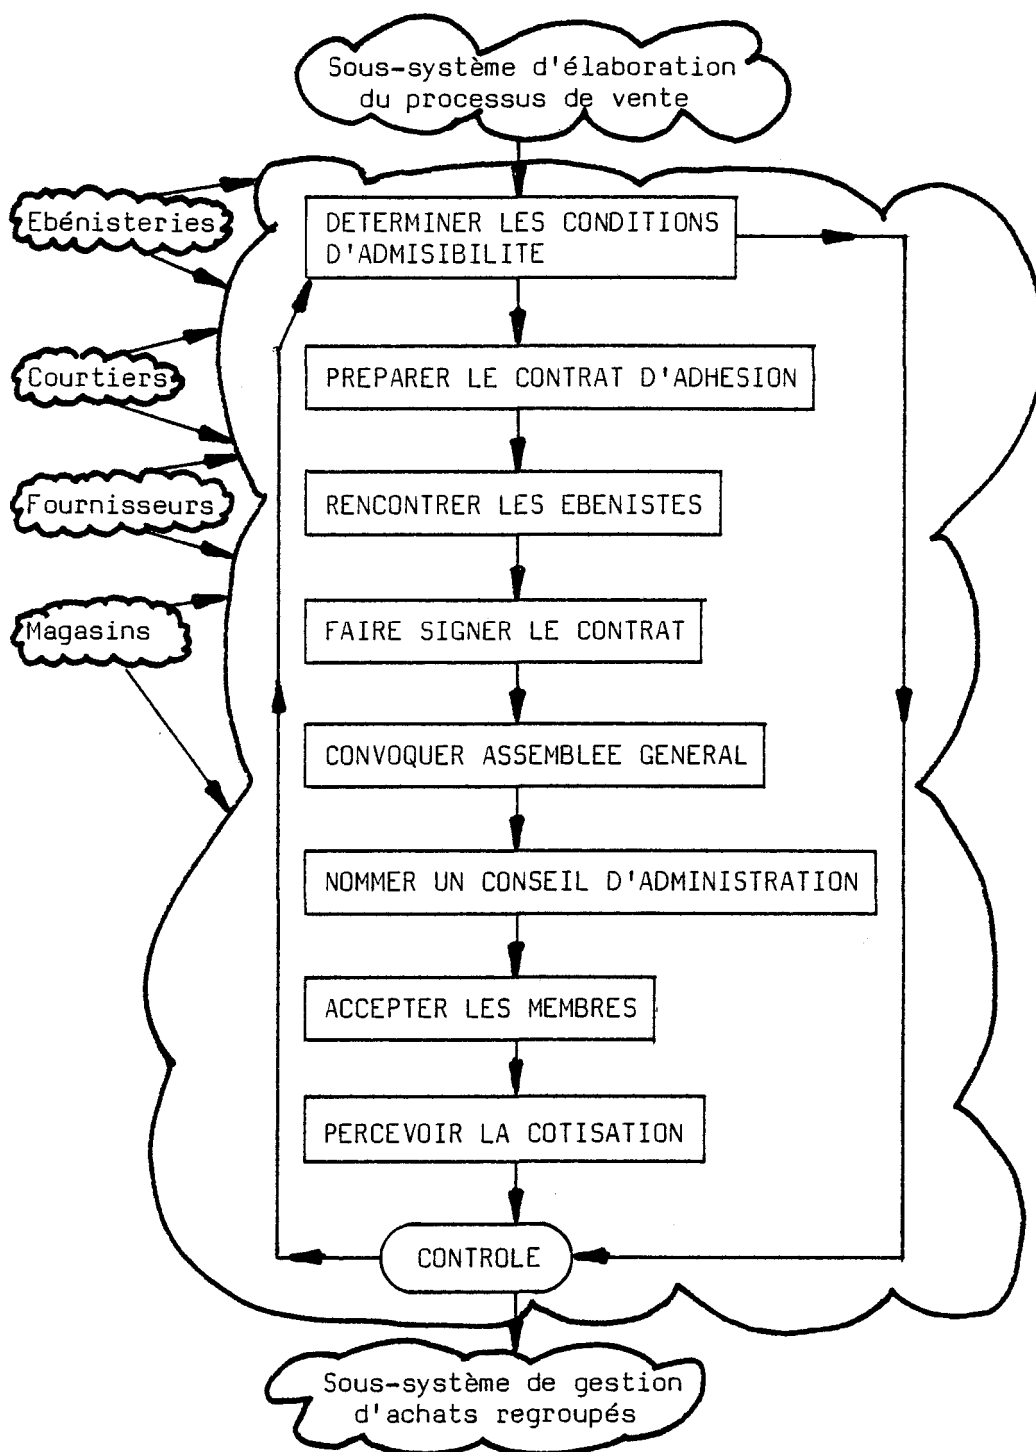 Sous-système d'élaboration
du processus de vente
Ebénisteries
DETERMINER LES CONDITIONS
D'ADMISIBILITE
Courtiers
PREPARER LE CONTRAT D'ADHESION
Fournisseurs
RENCONTRER LES EBENISTES
Magasins
FAIRE SIGNER LE CONTRAT
CONVOQUER ASSEMBLEE GENERAL
NOMMER UN CONSEIL D'ADMINISTRATION
ACCEPTER LES MEMBRES
PERCEVOIR LA COTISATION
CONTROLE
Sous-système de gestion
d'achats regroupés